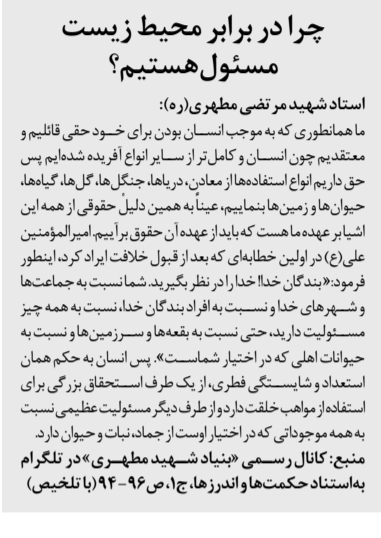 چرا در برابر محیط زیست
مسئول هستیم؟
استاد شهید مرتضی مطهری(ره):
ما همانطوری که به موجب انسان بودن برای خود حقی قائلیم و
معتقدیم چون انسان و کامل‌تر از سایر انواع آفریده شده‌ایم پس
حق داریم انواع استفاده‌ها از معادن، دریاها، جنگل‌ها، گل‌ها، گیاه‌ها،
حیوان‌ها و زمین‌ها بنماییم، عیناً به همین دلیل حقوقی از همه این
اشیا بر عهده ما هست که باید از عهده آن حقوق برآییم. امیرالمؤمنین
علی(ع) در اولین خطابه‌ای که بعد از قبول خلافت ایراد کرد، اینطور
فرمود: «بندگان خدا! خدا را در نظر بگیرید. شما نسبت به جماعت‌ها
و شهرهای خدا و نسبت به افراد بندگان خدا، نسبت به همه چیز
مسئولیت دارید، حتی نسبت به بقعه‌ها و سرزمین‌ها و نسبت به
حیوانات اهلی که در اختیار شماست». پس انسان به حکم همان
استعداد و شایستگی فطری، از یک طرف استحقاق بزرگی برای
استفاده از مواهب خلقت دارد و از طرف دیگر مسئولیت عظیمی نسبت
به همه موجوداتی که در اختیار اوست از جماد، نبات و حیوان دارد.
منبع: کانال رسمی «بنیاد شهید مطهری» در تلگرام
به‌استناد حکمت‌ها و اندرزها، ج۱، ص۹۶-۹۴ (با تلخیص)